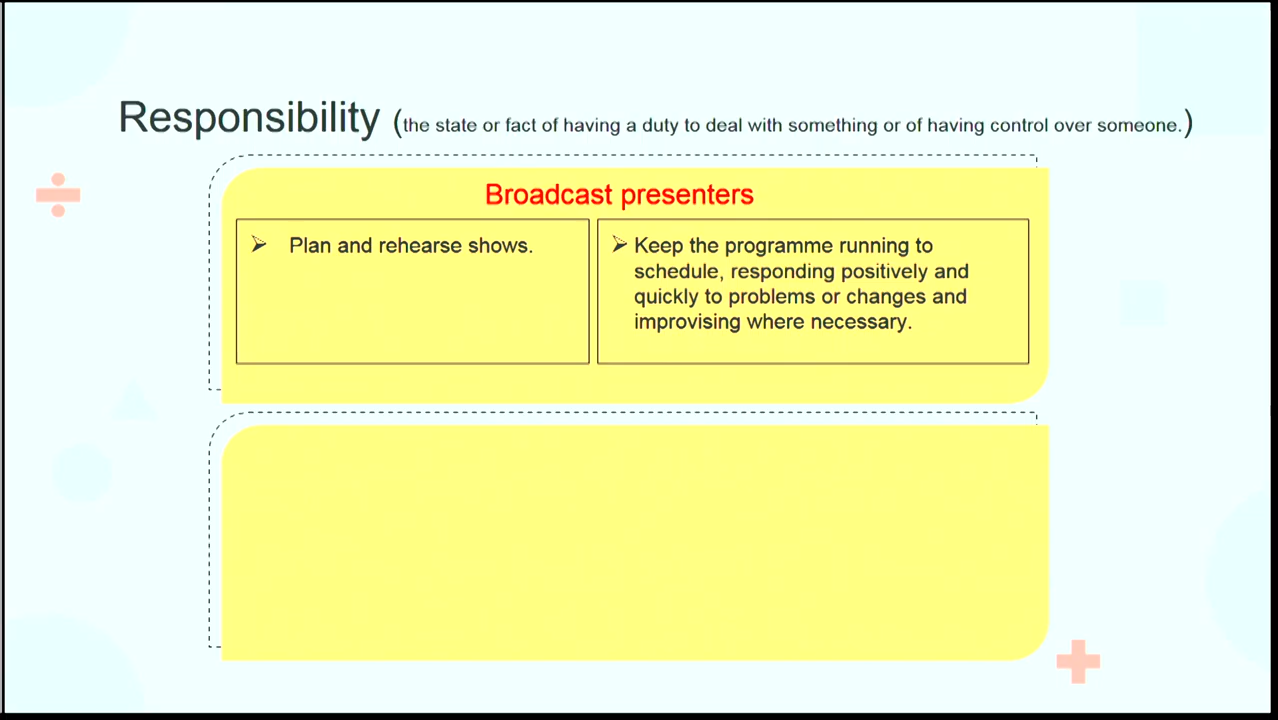 Responsibility (the state or fact of having a duty to deal with something or of having control over someone.)
Broadcast presenters
➢ Plan and rehearse shows.
➢ Keep the programme running to
schedule, responding positively and
quickly to problems or changes and
improvising where necessary.